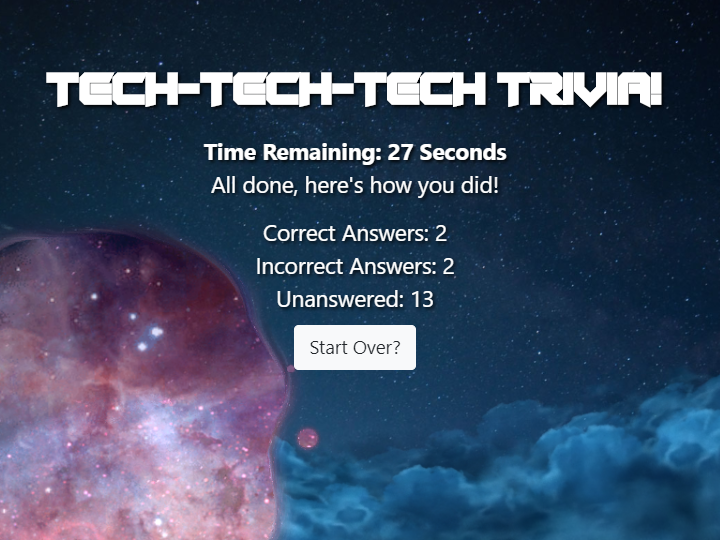 TECH-TECH-TECH TRIVIA!
Time Remaining: 27 Seconds
All done, here's how you did!
Correct Answers: 2
Incorrect Answers: 2
Unanswered: 13
Start Over?